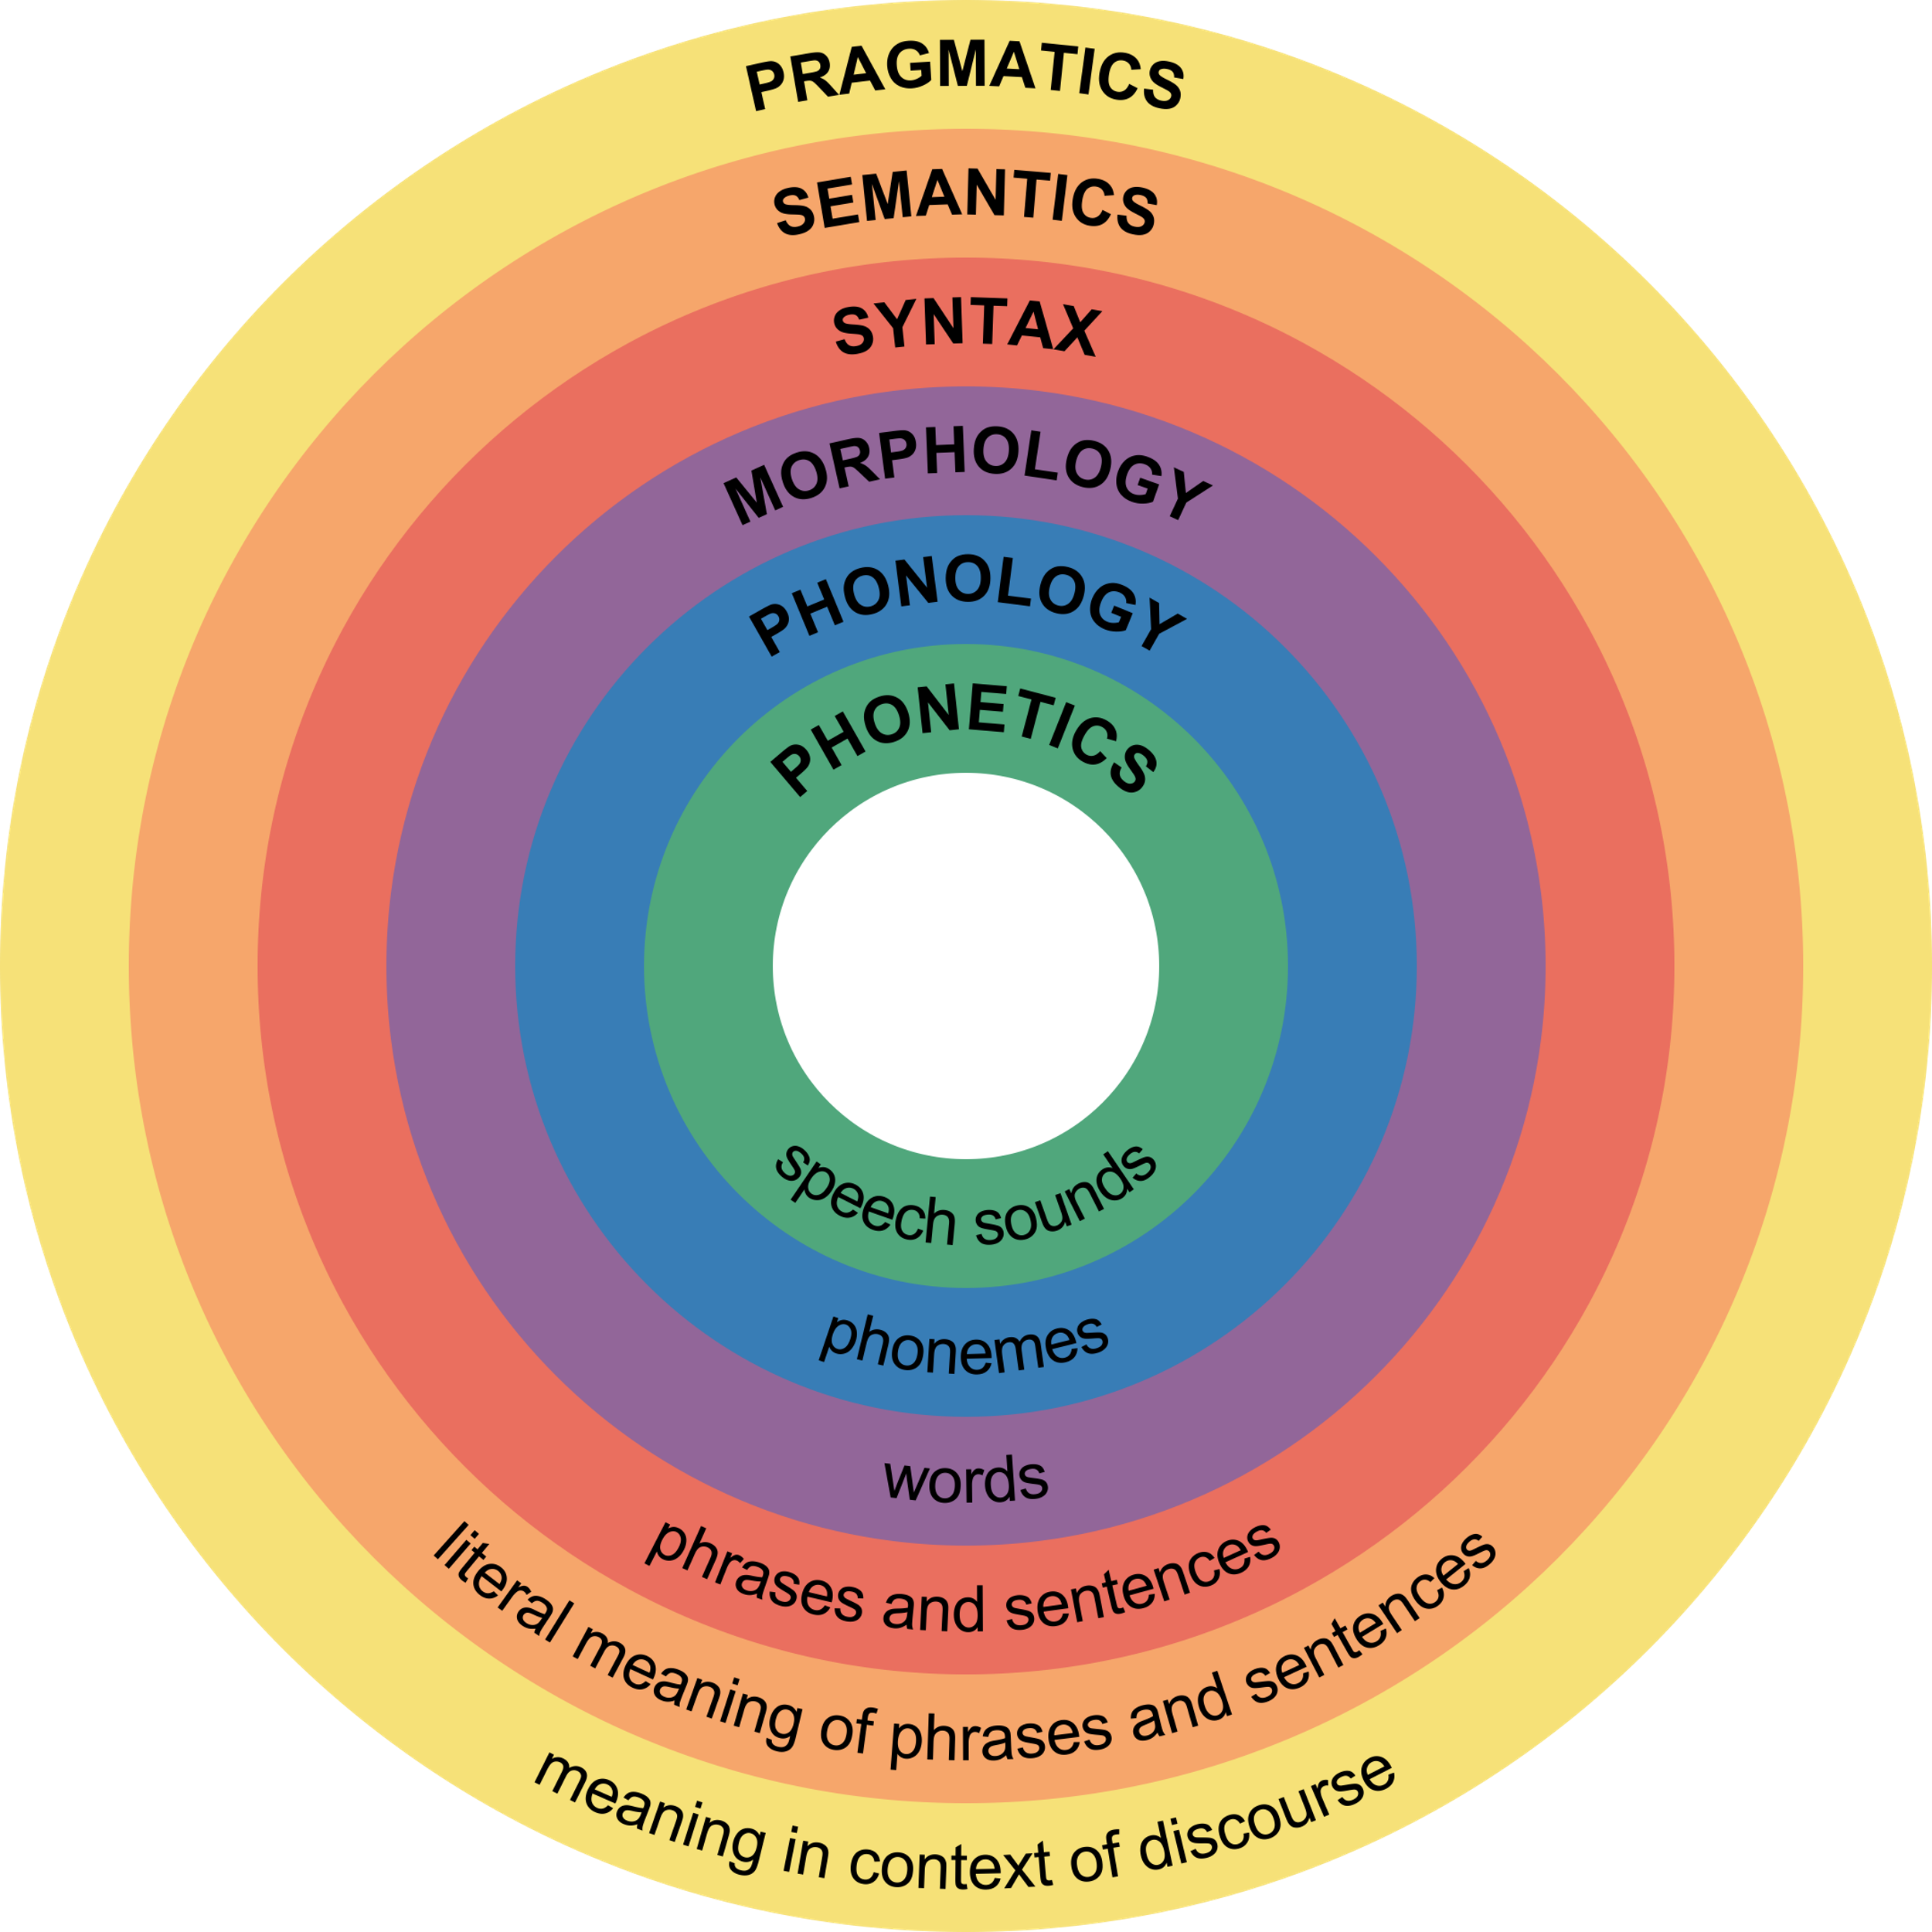 PRAGMATICS
SEMANTICS
SYNTAX
MORPHOLOGY
PHONOLOGY
PHONETICS
speech sounds
phonemes
words
phrases and sentences
literal meaning of phrases and sentences
meaning in context of discourse